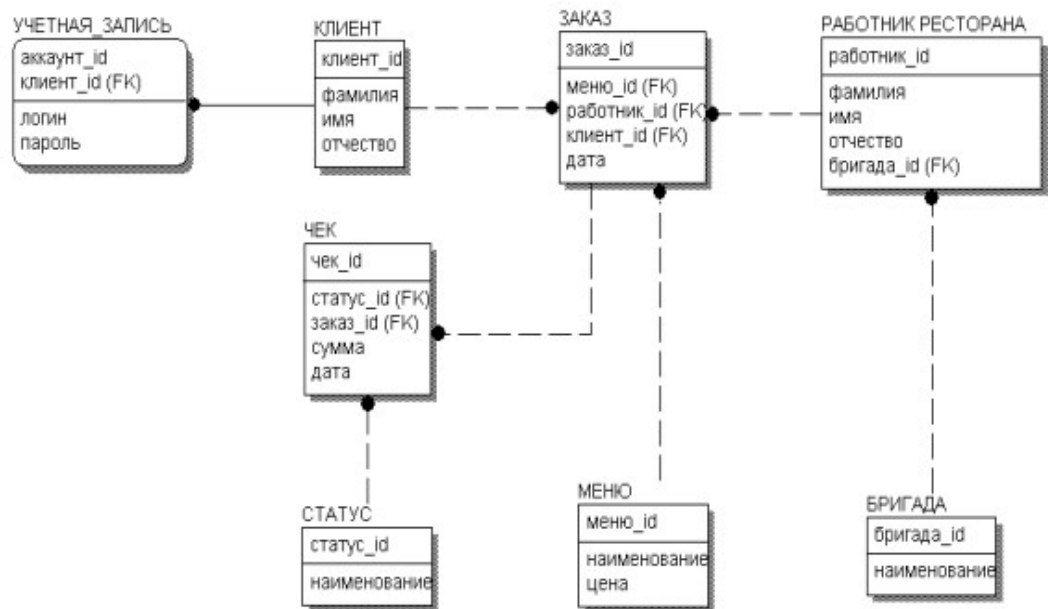 УЧЕТНАЯ_ЗАПИСЬ
аккаунт_id
клиент_id (FK)
логин
пароль
КЛИЕНТ
клиент_id
фамилия
имя
отчество
ЗАКАЗ
заказ_id
меню_id (FK)
работник_id (FK)
клиент_id (FK)
дата
РАБОТНИК РЕСТОРАНА
работник_id
фамилия
имя
отчество
бригада_id (FK)
ЧЕК
чек_id
статус_id (FK)
заказ_id (FK)
сумма
дата
СТАТУС
статус_id
наименование
МЕНЮ
меню_id
наименование
цена
БРИГАДА
бригада_id
наименование